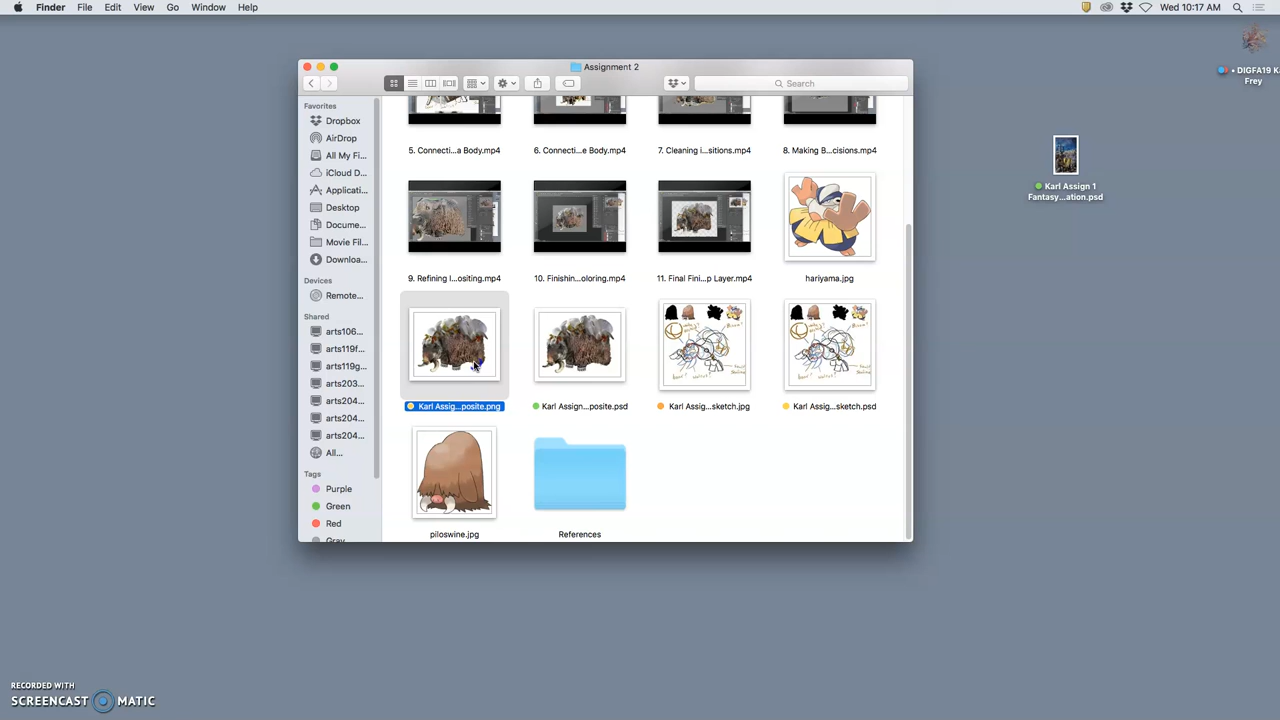 Finder File Edit View Go Window Help
Wed 10:17 AM
Assignment 2
Search
Favorites
Dropbox
AirDrop
All My Fi...
iCloud D...
Applicati...
Desktop
Docume...
Movie Fil...
Downloa...
Devices
Remote...
Shared
arts106...
arts119f...
arts119g...
arts203...
arts204...
arts204...
arts204...
All...
Tags
Purple
Green
Red
Gray
5. Connecti...a Body.mp4
6. Connecti...e Body.mp4
7. Cleaning i...sitions.mp4
8. Making B...cisions.mp4
9. Refining I...ositing.mp4
10. Finishin...oloring.mp4
11. Final Fini...p Layer.mp4
hariyama.jpg
Karl Assig...posite.png
Karl Assign...posite.psd
Karl Assig...sketch.jpg
Karl Assig...sketch.psd
piloswine.jpg
References
• DIGFA19 K
Frey
Karl Assign 1
Fantasy...ation.psd
RECORDED WITH
SCREENCAST MATIC